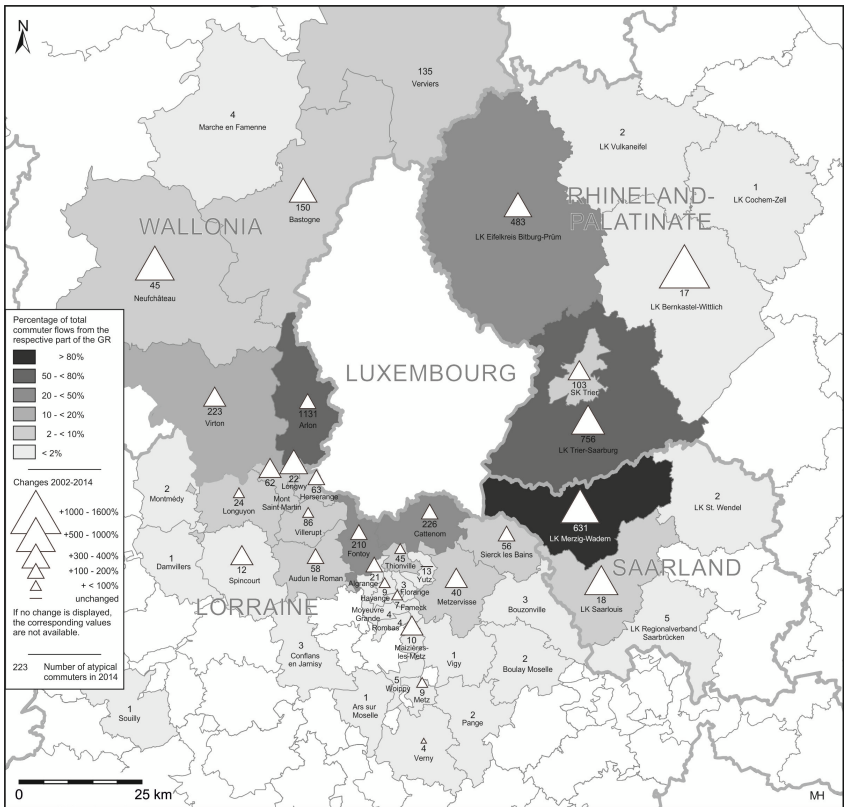 N
135
Verviers
4
Marche en Famenne
2
LK Vulkaneifel
1
LK Cochem-Zell
RHINELAND-
PALATINATE
150
Bastogne
WALLONIA
483
LK Eifelkreis Bitburg-Prüm
45
Neufchâteau
17
LK Bernkastel-Wittlich
Percentage of total
commuter flows from the
respective part of the GR
> 80%
50 - < 80%
20 - < 50%
10 - < 20%
2 - < 10%
< 2%
Changes 2002-2014
+1000 - 1600%
+500 - 1000%
+300 - 400%
+100 - 200%
+ < 100%
unchanged
If no change is displayed,
the corresponding values
are not available.
223 Number of atypical
commuters in 2014
LUXEMBOURG
103
SK Trier
223
Virton
1131
Arlon
756
LK Trier-Saarburg
62
Mont
Saint-Martin
22
Longwy
63
Herserange
2
Montmédy
24
Longuyon
86
Villerupt
226
Cattenom
631
LK Merzig-Wadern
2
LK St. Wendel
210
Fontoy
56
Sierck les Bains
1
Damvillers
12
Spincourt
58
Audun le Roman
45
Thionville
13
Yutz
21
Algrange
9
Hayange
3
Florange
7
Fameck
40
Metzervisse
SAARLAND
18
LK Saarlouis
LORRAINE
Moyeuvre
Grande
4
Rombas
4
3
Bouzonville
5
LK Regionalverband
Saarbrücken
10
Maizières-
les-Metz
3
Conflans
en Jarnisy
1
Vigy
2
Boulay Moselle
5
Woippy
9
Metz
1
Souilly
1
Ars sur
Moselle
2
Pange
4
Verny
0 25 km
MH